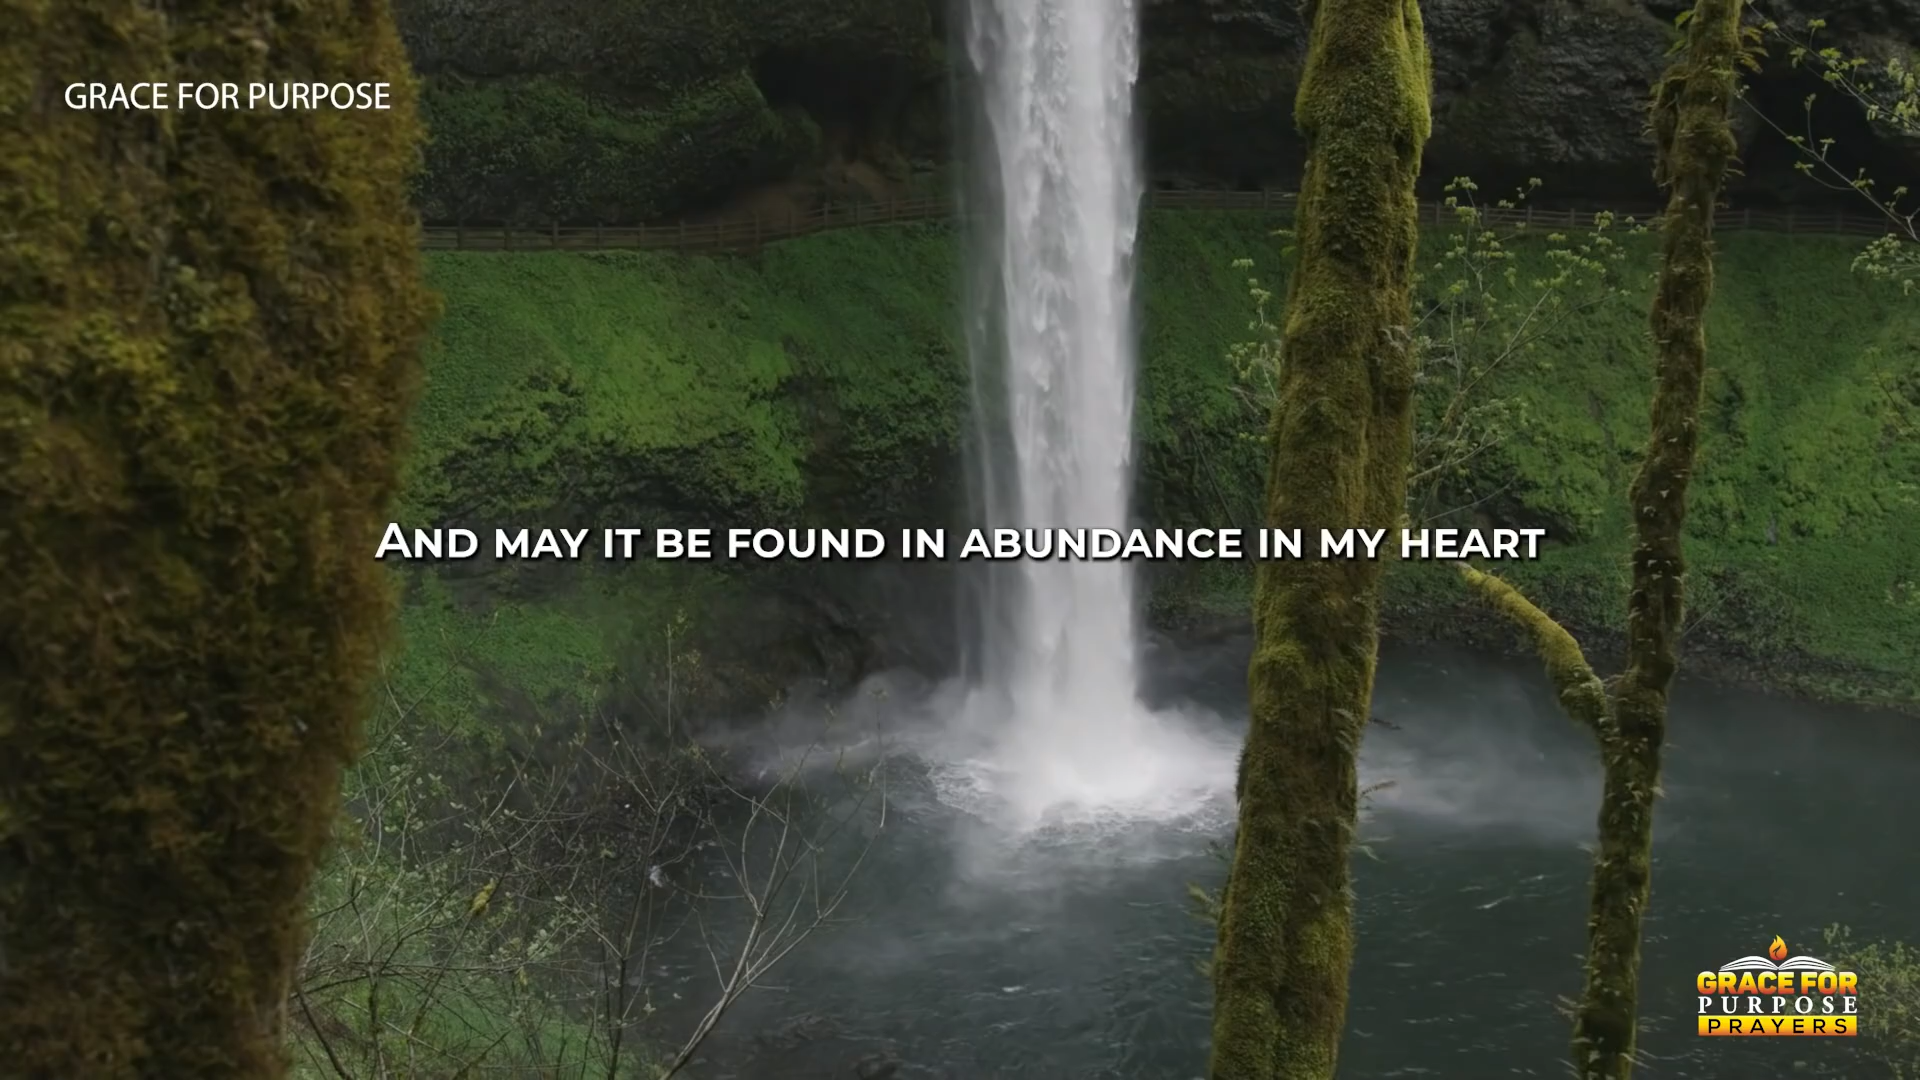 GRACE FOR PURPOSE
AND MAY IT BE FOUND IN ABUNDANCE IN MY HEART
GRACE FOR
PURPOSE
PRAYERS